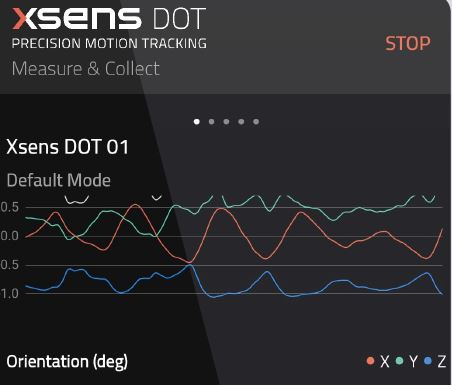 xsens DOT
PRECISION MOTION TRACKING
STOP
Measure & Collect
Xsens DOT 01
Default Mode
0.5
0.0
0.5
1.0
Orientation (deg)
X Y Z